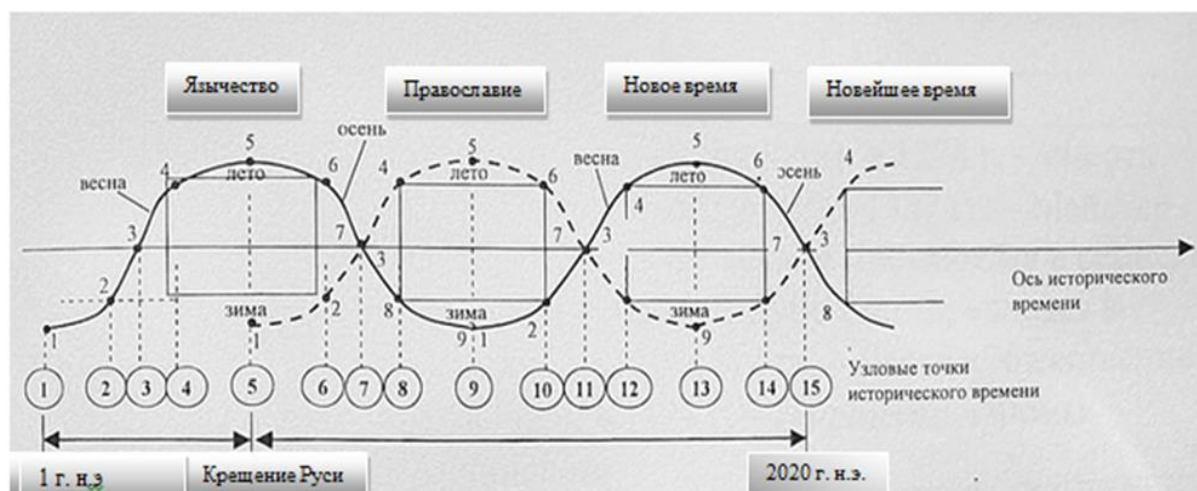 Язычество
Православие
Новое время
Новейшее время
5
осень
5
5
4
лето
6
4
лето
6
весна
лето
6
осень
4
весна
4
3
7
3
7
3
7
3
2
2
8
зима
2
зима
8
зима
1
1
9
1
9
Ось исторического
времени
Узловые точки
исторического времени
1
2
3
4
5
6
7
8
9
10
11
12
13
14
15
1 г. н.э
Крещение Руси
2020 г. н.э.